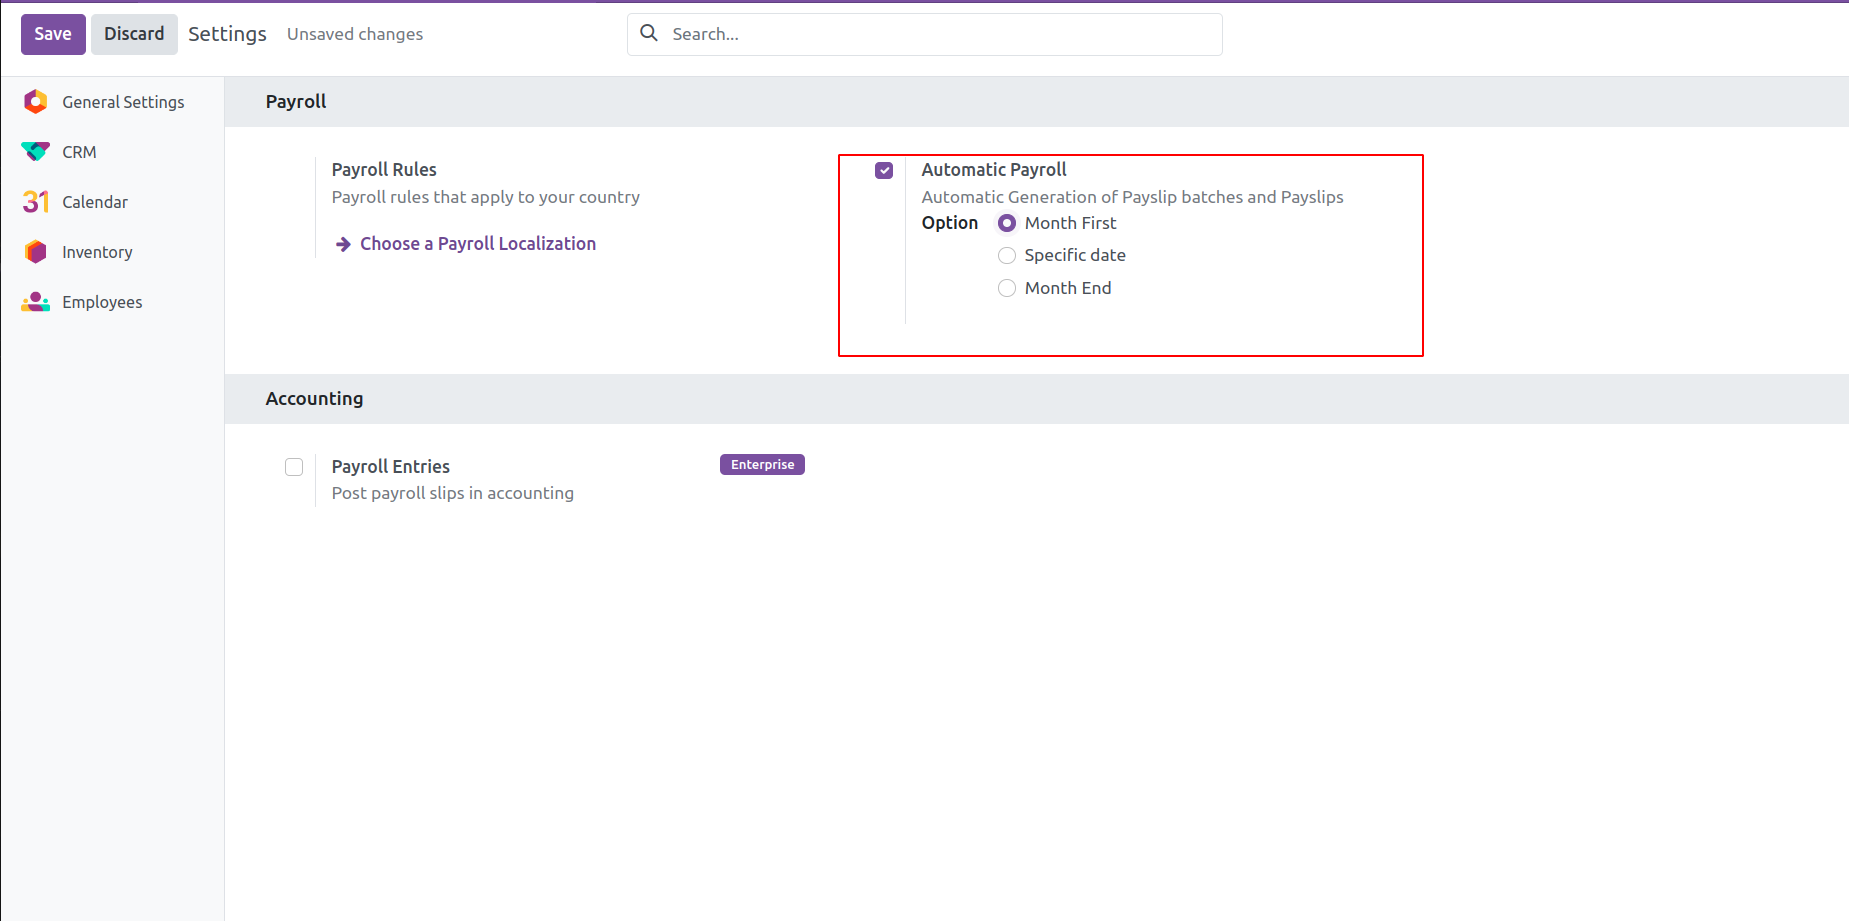 Save Discard Settings Unsaved changes Search...
General Settings
CRM
31 Calendar
Inventory
Employees
Payroll
Payroll Rules
Payroll rules that apply to your country
Choose a Payroll Localization
Automatic Payroll
Automatic Generation of Payslip batches and Payslips
Option Month First
Specific date
Month End
Accounting
Payroll Entries Enterprise
Post payroll slips in accounting